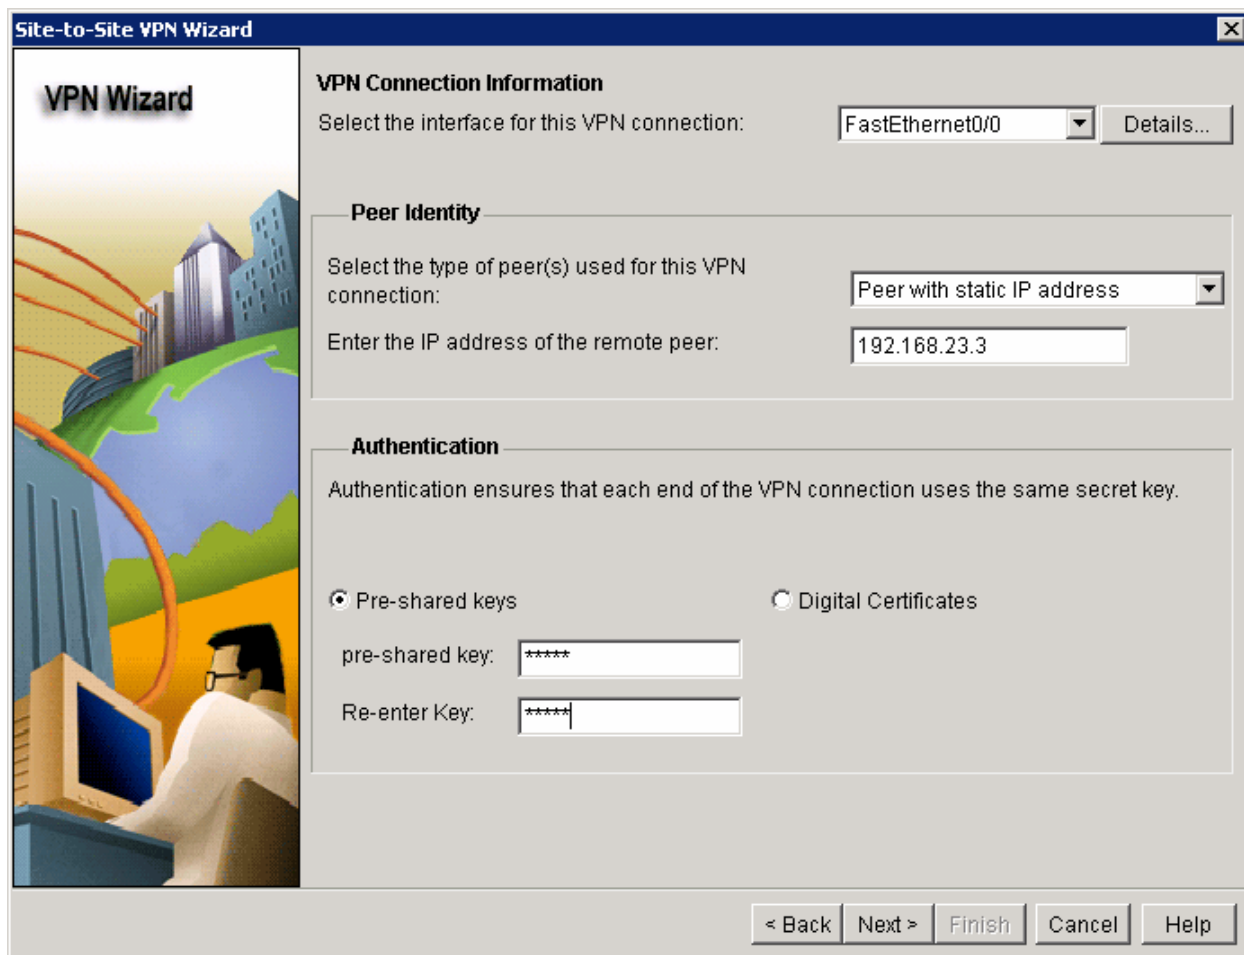 Site-to-Site VPN Wizard
VPN Wizard
VPN Connection Information
Select the interface for this VPN connection:
FastEthernet0/0
Details...
Peer Identity
Select the type of peer(s) used for this VPN
connection:
Peer with static IP address
Enter the IP address of the remote peer:
192.168.23.3
Authentication
Authentication ensures that each end of the VPN connection uses the same secret key.
Pre-shared keys
Digital Certificates
pre-shared key:
*****
Re-enter Key:
*****
< Back
Next >
Finish
Cancel
Help